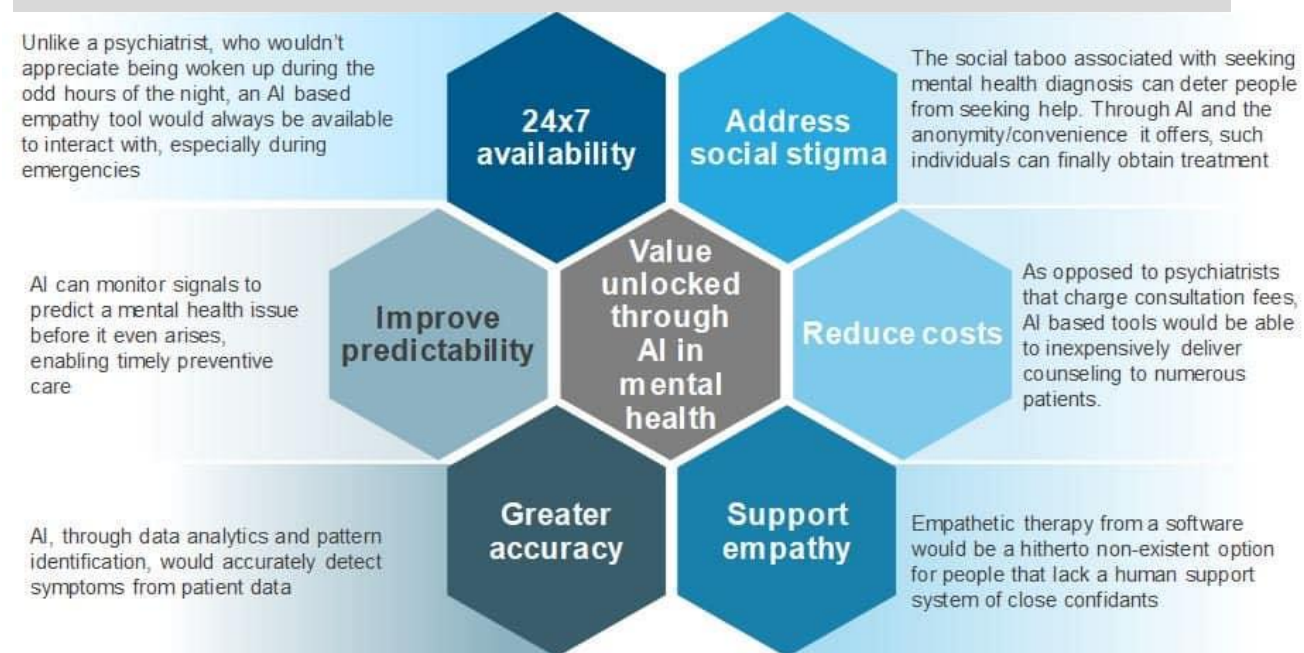 Unlike a psychiatrist, who wouldn't
appreciate being woken up during the
odd hours of the night, an AI based
empathy tool would always be available
to interact with, especially during
emergencies
24x7
availability
Address
social stigma
The social taboo associated with seeking
mental health diagnosis can deter people
from seeking help. Through AI and the
anonymity/convenience it offers, such
individuals can finally obtain treatment
AI can monitor signals to
predict a mental health issue
before it even arises,
enabling timely preventive
care
Improve
predictability
Value
unlocked
through
AI in
mental
health
Reduce costs
As opposed to psychiatrists
that charge consultation fees,
AI based tools would be able
to inexpensively deliver
counseling to numerous
patients.
AI, through data analytics and pattern
identification, would accurately detect
symptoms from patient data
Greater
accuracy
Support
empathy
Empathetic therapy from a software
would be a hitherto non-existent option
for people that lack a human support
system of close confidants